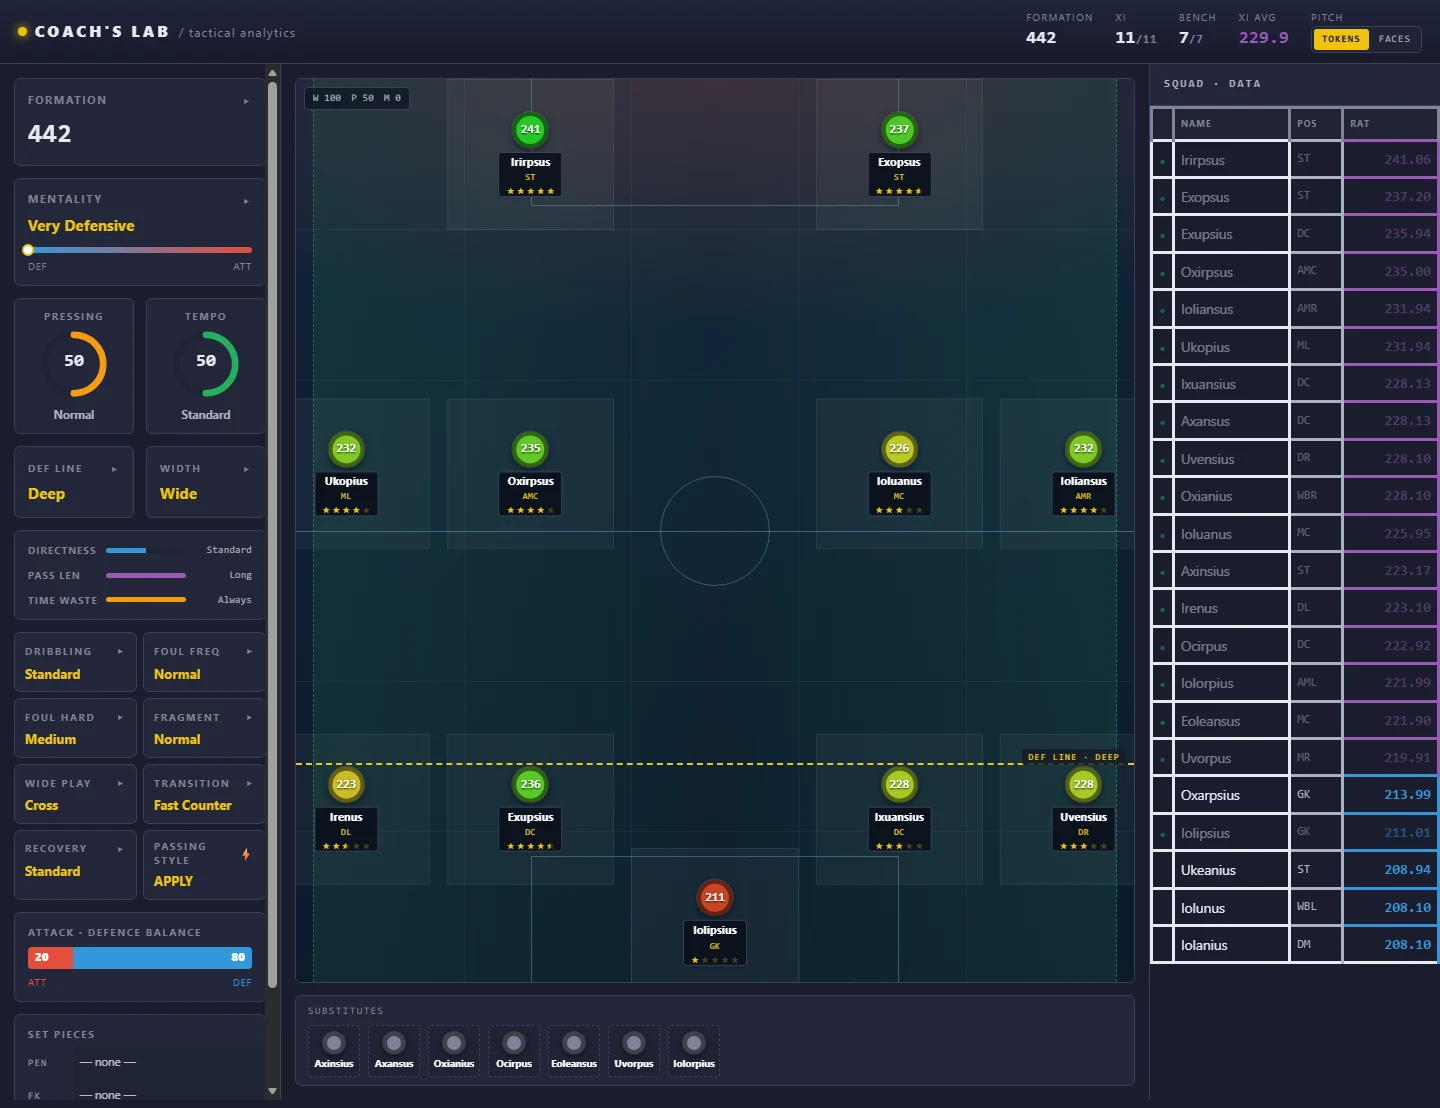 COACH'S LAB / tactical analytics
FORMATION
442
XI
11/11
BENCH
7/7
XI AVG
229.9
PITCH
TOKENS FACES
FORMATION
442
MENTALITY
Very Defensive
DEF ATT
PRESSING
50
Normal
TEMPO
50
Standard
DEF LINE
Deep
WIDTH
Wide
DIRECTNESS Standard
PASS LEN Long
TIME WASTE Always
DRIBBLING
Standard
FOUL FREQ
Normal
FOUL HARD
Medium
FRAGMENT
Normal
WIDE PLAY
Cross
TRANSITION
Fast Counter
RECOVERY
Standard
PASSING
STYLE
APPLY
ATTACK · DEFENCE BALANCE
20 80
ATT DEF
SET PIECES
PEN — none —
FK — none —
W 100 P 50 M 0
241
Irirpsus
ST
237
Exopsus
ST
232
Ukopius
ML
235
Oxirpsus
AMC
226
Ioluanus
MC
232
Ioliansus
AMR
DEF LINE · DEEP
223
Irenus
DL
236
Exupsius
DC
228
Ixuansius
DC
228
Uvensius
DR
211
Iolipsius
GK
SUBSTITUTES
Axinsius Axansus Oxianius Ocirpus Eoleansus Uvorpus Iolorpius
SQUAD · DATA
NAME POS RAT
Irirpsus ST 241.06
Exopsus ST 237.20
Exupsius DC 235.94
Oxirpsus AMC 235.00
Ioliansus AMR 231.94
Ukopius ML 231.94
Ixuansius DC 228.13
Axansus DC 228.13
Uvensius DR 228.10
Oxianius WBR 228.10
Ioluanus MC 225.95
Axinsius ST 223.17
Irenus DL 223.10
Ocirpus DC 222.92
Iolorpius AML 221.99
Eoleansus MC 221.90
Uvorpus MR 219.91
Oxarpsius GK 213.99
Iolipsius GK 211.01
Ukeanius ST 208.94
Iolunus WBL 208.10
Iolanius DM 208.10